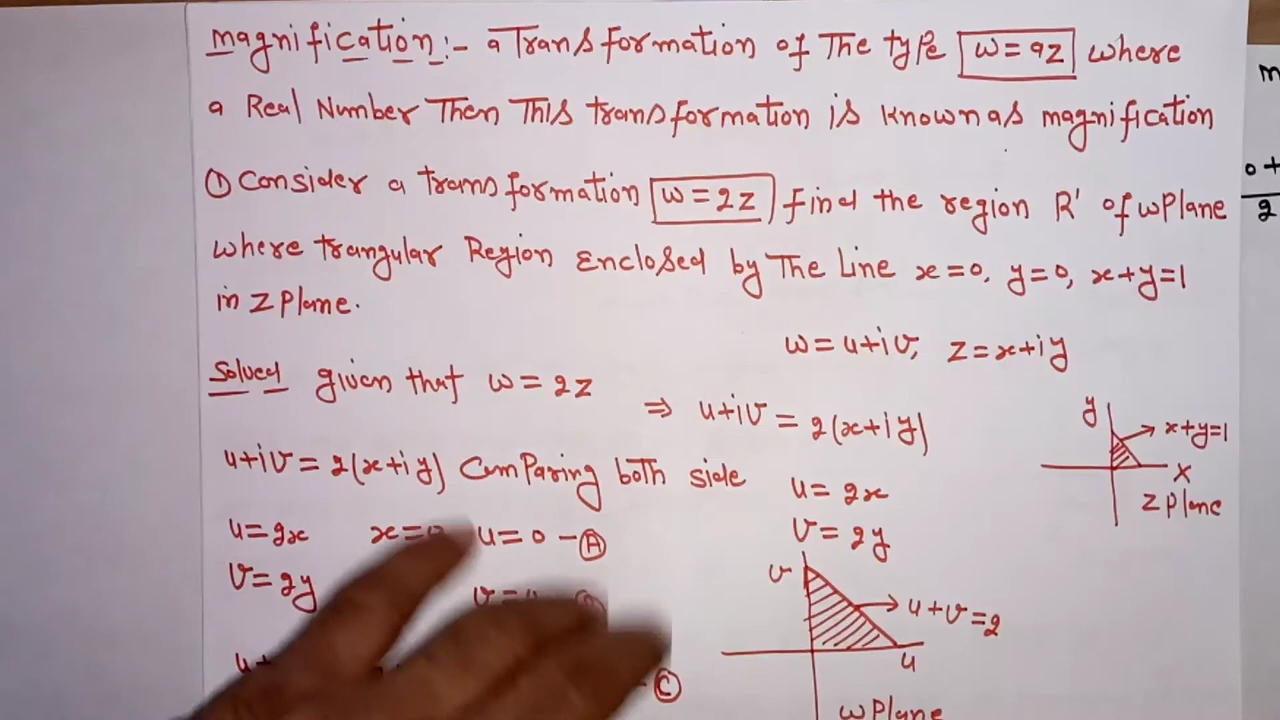 magnification:- a Transformation of The type w=az where
a Real Number Then This transformation is known as magnification
① Consider a transformation w=2z find the region R' of w Plane
where trangular Region Enclosed by The Line x=0, y=0, x+y=1
in z Plane.
w=u+iv, z=x+iy
Solved given that w=2z
⇒ u+iv=2(x+iy)
u+iv=2(x+iy) Comparing both side
u=2x
v=2y
u=2x x= u=0 -Ⓐ
v=2y
Ⓒ
y
x+y=1
x
z plane
v
u+v=2
u
w Plane
m
0+
2